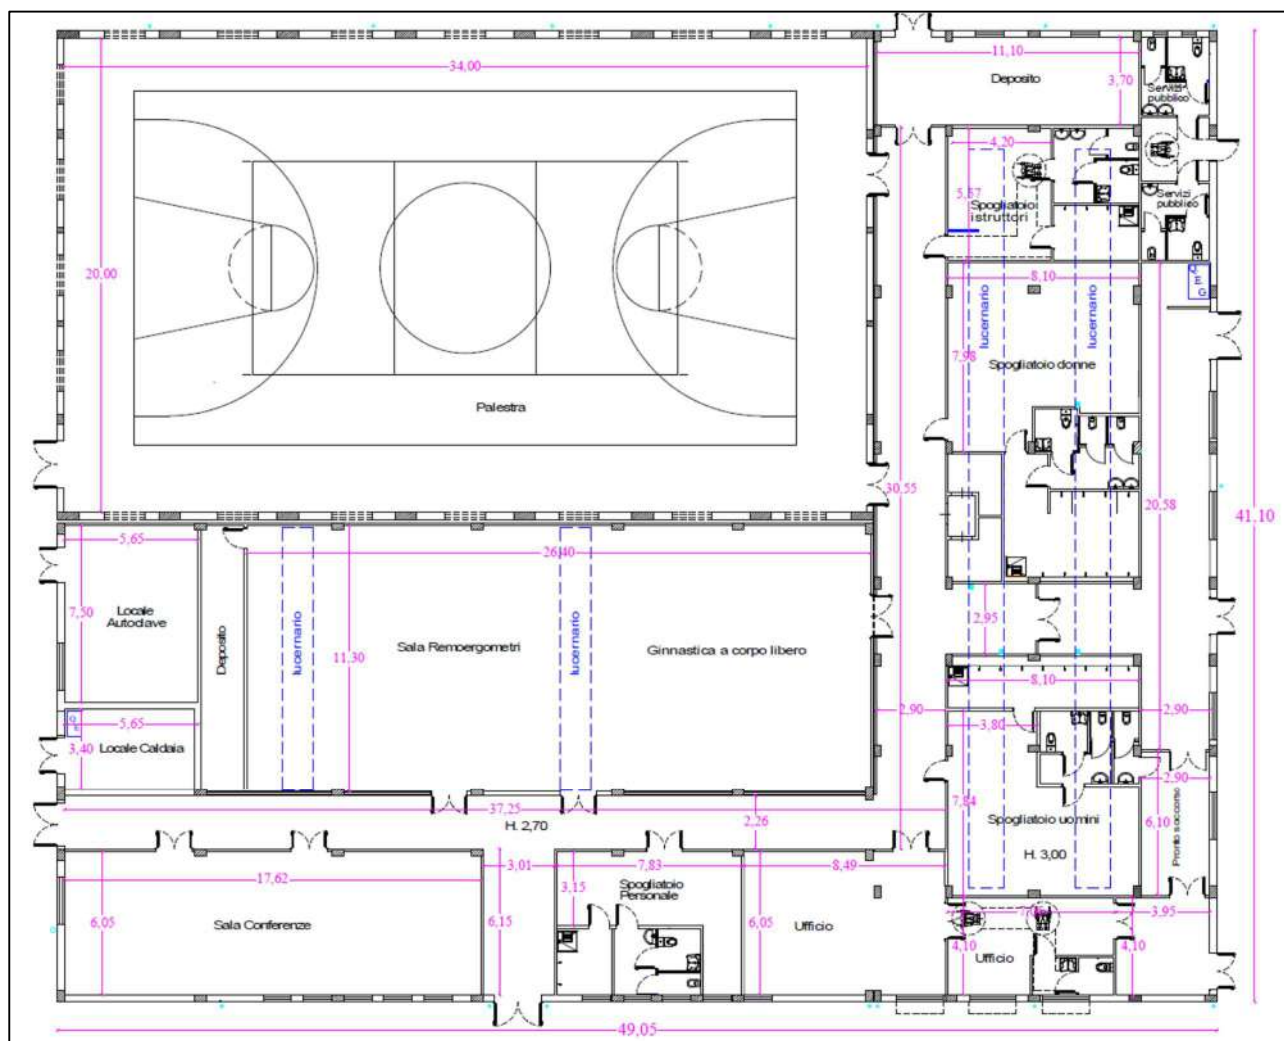 34,00
11,10
Deposito
3,70
Servizi
pubblico
4,20
5,57
Spogliatoio
istruttori
Servizi
pubblico
20,00
8,10
lucernario
lucernario
7,98
Spogliatoio donne
Palestra
30,55
20,58
41,10
5,65
26,40
7,50
Locale
Autoclave
Deposito
lucernario
11,30
Sala Remoergometri
lucernario
Ginnastica a corpo libero
2,95
8,10
5,65
3,40
Locale Caldaia
2,90
3,80
2,90
2,90
37,25
H. 2,70
2,26
7,84
Spogliatoio uomini
H. 3,00
6,10
Pronto soccorso
17,62
3,01
7,83
8,49
3,15
Spogliatoio
Personale
6,05
Sala Conferenze
6,15
6,05
Ufficio
3,95
4,10
Ufficio
4,10
49,05